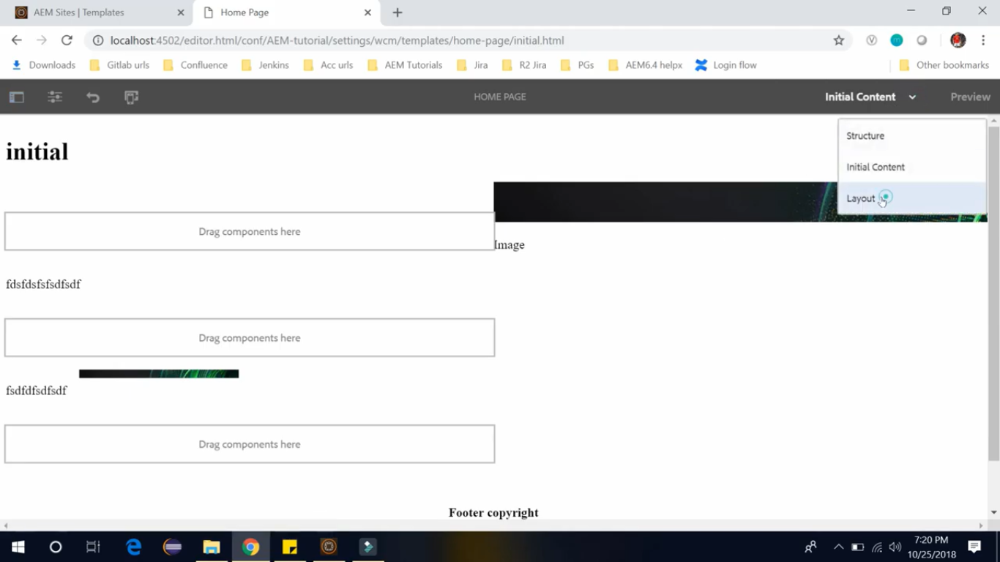 AEM Sites | Templates
Home Page
localhost:4502/editor.html/conf/AEM-tutorial/settings/wcm/templates/home-page/initial.html
Downloads Gitlab urls Confluence Jenkins Acc urls AEM Tutorials Jira R2 Jira PGs AEM6.4 helpx Login flow Other bookmarks
HOME PAGE Initial Content Preview
Structure
initial
Initial Content
Layout
Drag components here
Image
fdsfdsfsfsdfsdf
Drag components here
fsdfdfsdfsdf
Drag components here
Footer copyright
7:20 PM
10/25/2018